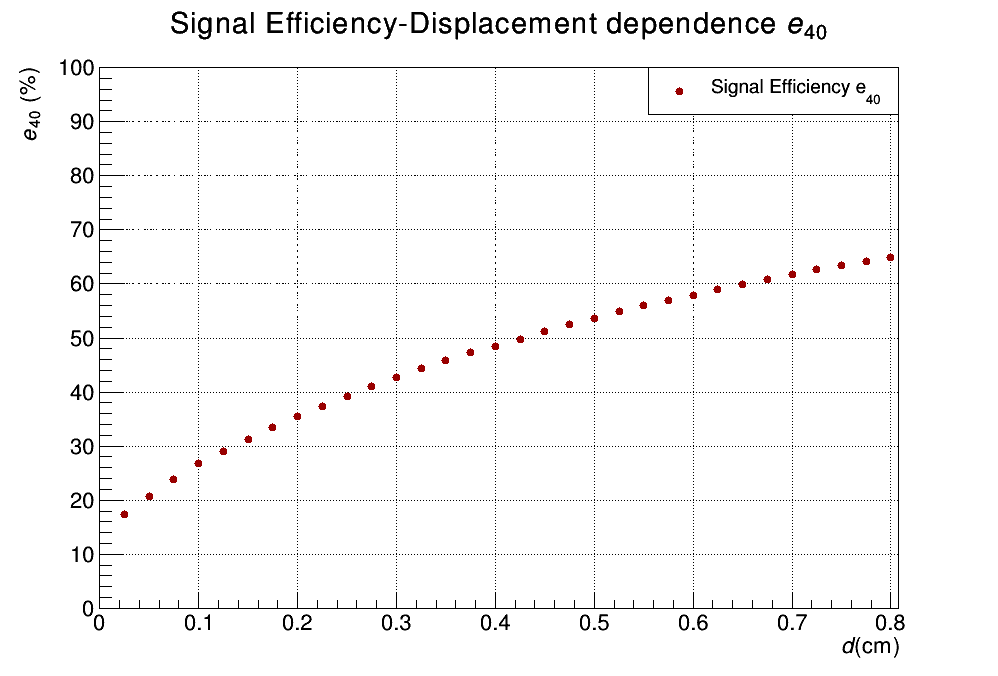 Signal Efficiency-Displacement dependence e₄₀
e₄₀ (%)
Signal Efficiency e₄₀
100
90
80
70
60
50
40
30
20
10
0
0 0.1 0.2 0.3 0.4 0.5 0.6 0.7 0.8
d(cm)